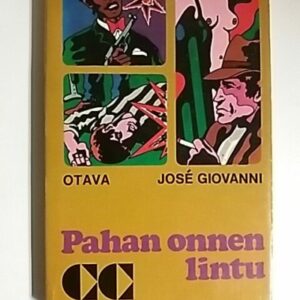 OTAVA JOSÉ GIOVANNI
Pahan onnen
lintu
CC